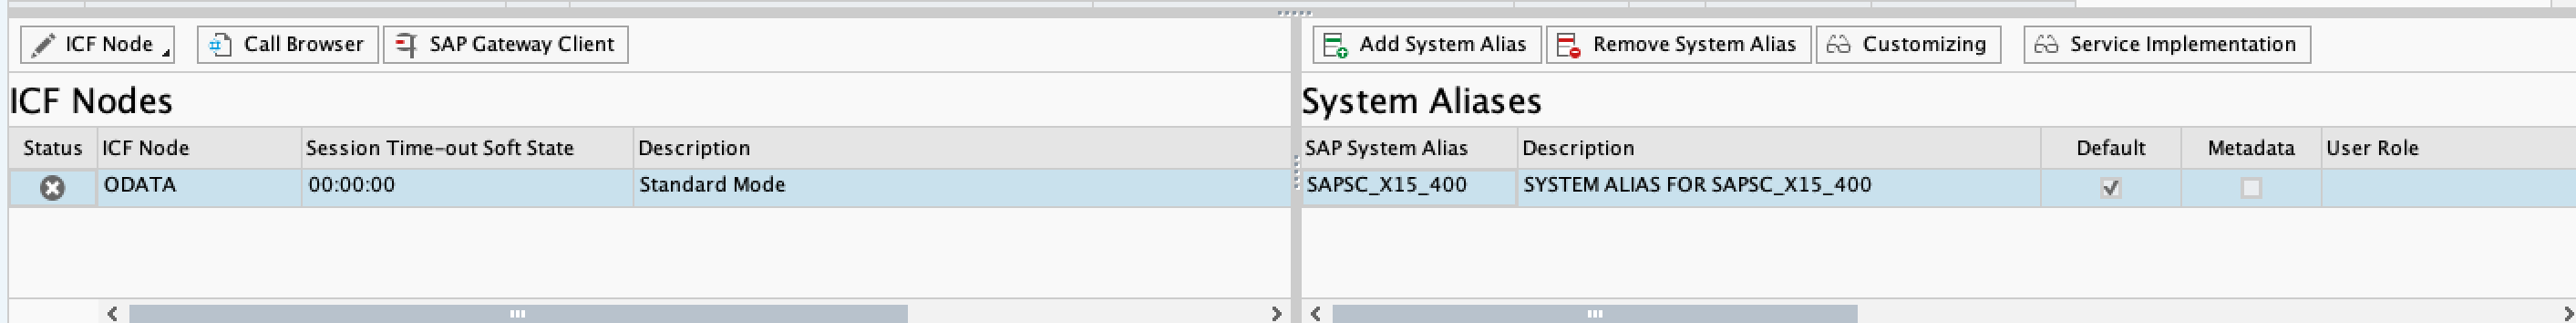 ICF Node
Call Browser
SAP Gateway Client
Add System Alias
Remove System Alias
Customizing
Service Implementation
ICF Nodes
System Aliases
Status ICF Node Session Time-out Soft State Description
SAP System Alias Description Default Metadata User Role
ODATA 00:00:00 Standard Mode
SAPSC_X15_400 SYSTEM ALIAS FOR SAPSC_X15_400